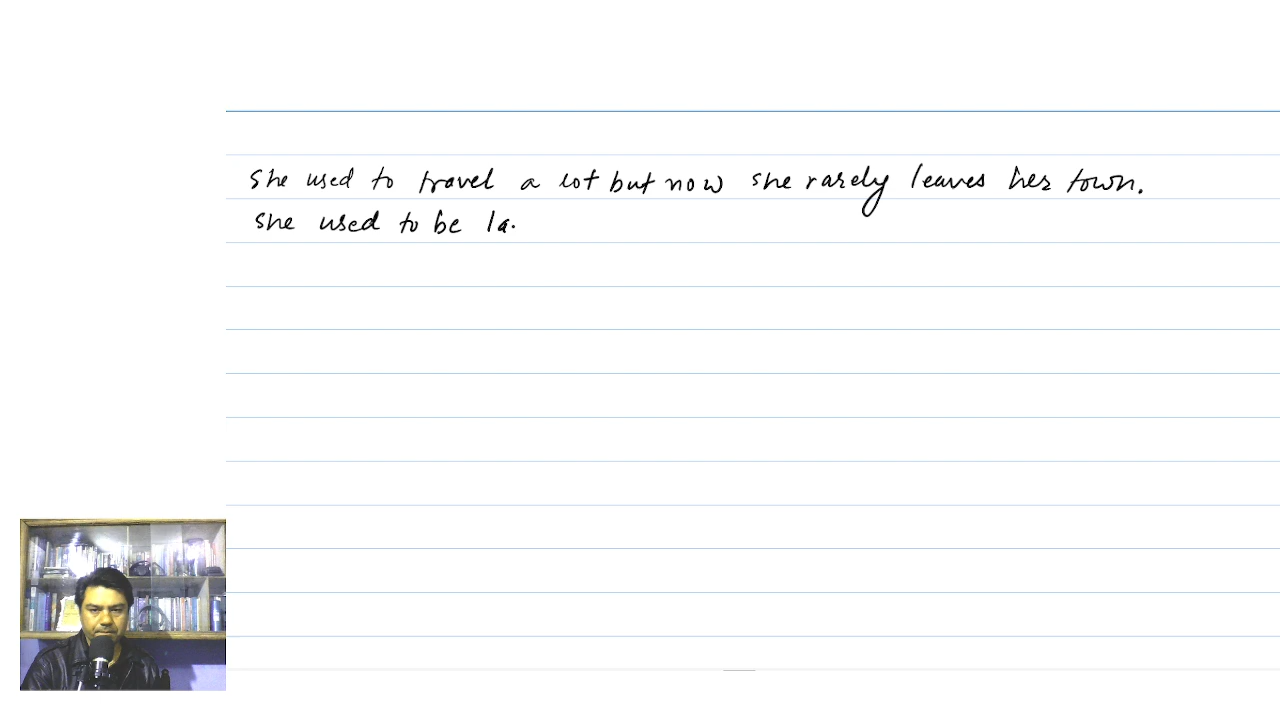 She used to travel a lot but now she rarely leaves her town.
She used to be la.